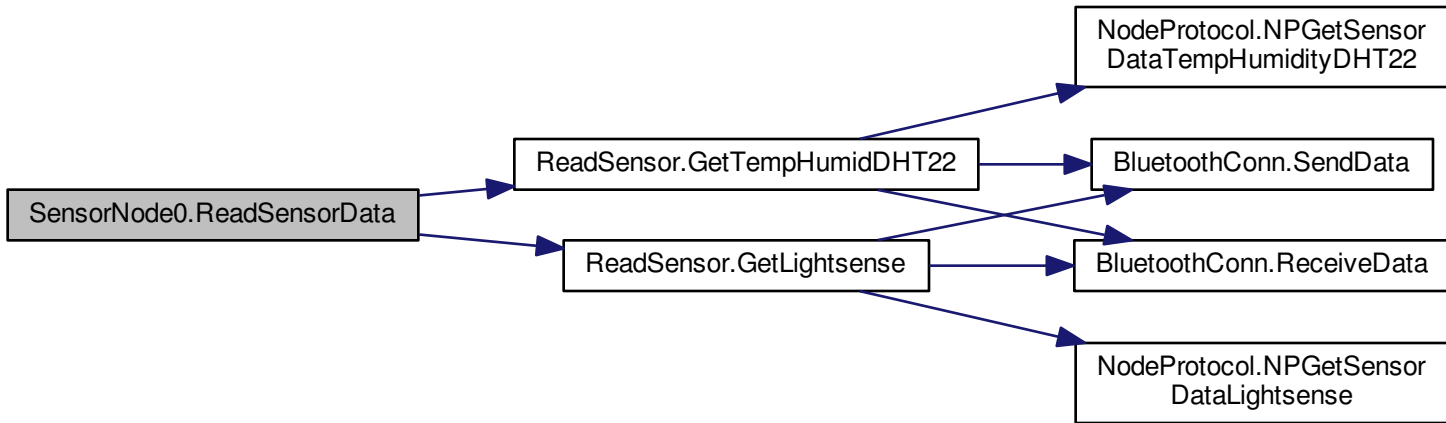 NodeProtocol.NPGetSensor
DataTempHumidityDHT22
ReadSensor.GetTempHumidDHT22
BluetoothConn.SendData
SensorNode0.ReadSensorData
ReadSensor.GetLightsense
BluetoothConn.ReceiveData
NodeProtocol.NPGetSensor
DataLightsense